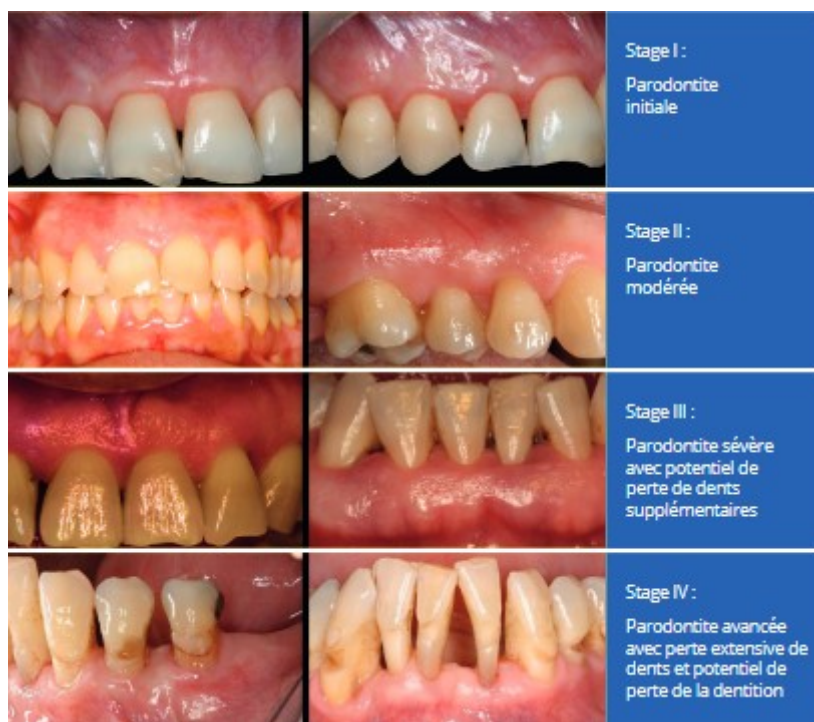 Stage I :
Parodontite
initiale
Stage II :
Parodontite
modérée
Stage III :
Parodontite sévère
avec potentiel de
perte de dents
supplémentaires
Stage IV :
Parodontite avancée
avec perte extensive de
dents et potentiel de
perte de la dentition